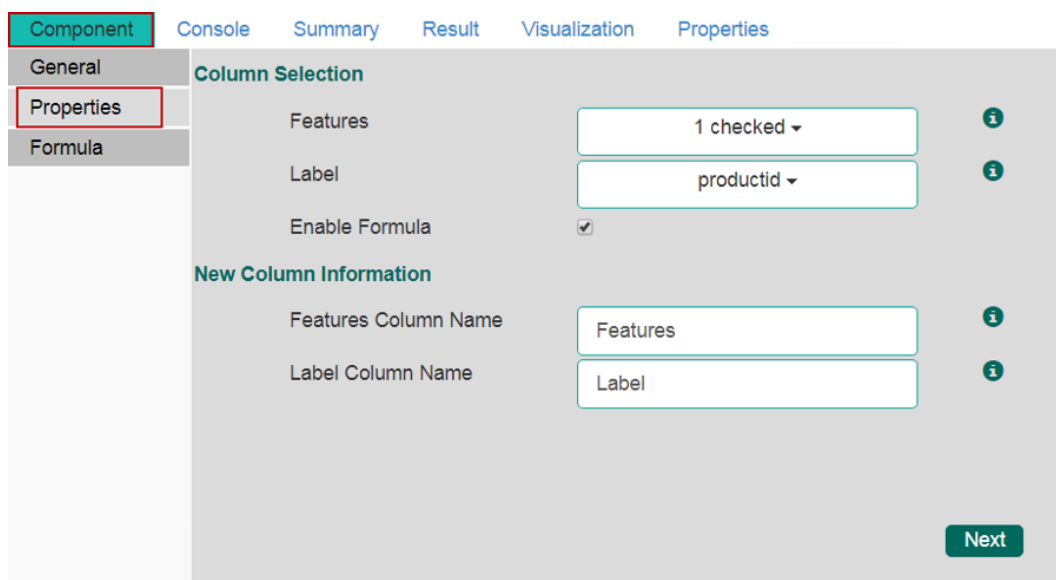 Component Console Summary Result Visualization Properties
General
Properties
Formula
Column Selection
Features 1 checked
Label productid
Enable Formula
New Column Information
Features Column Name Features
Label Column Name Label
Next